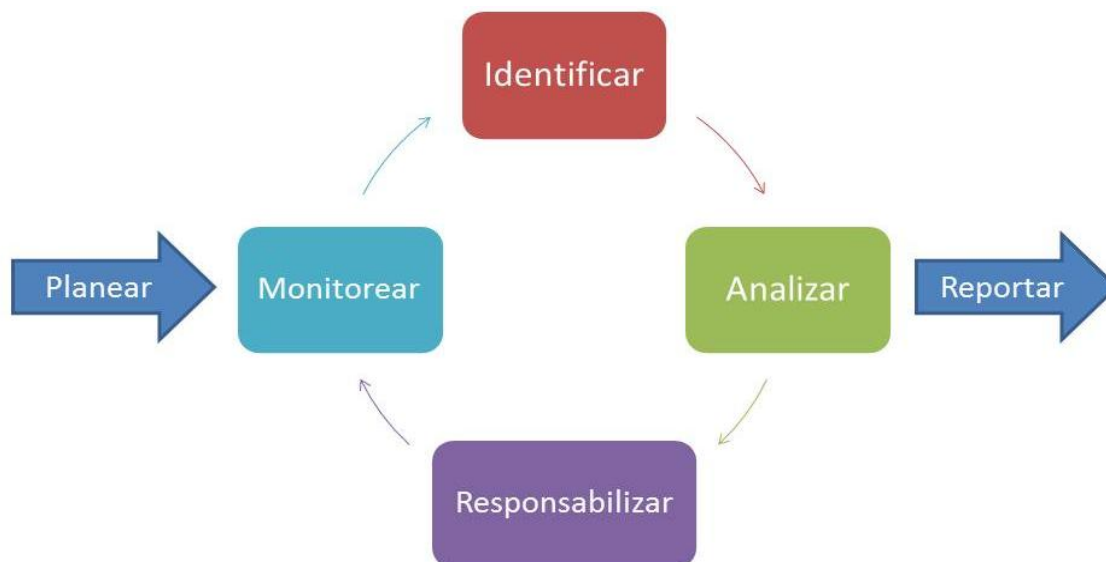 Identificar
Planear
Monitorear
Analizar
Reportar
Responsabilizar